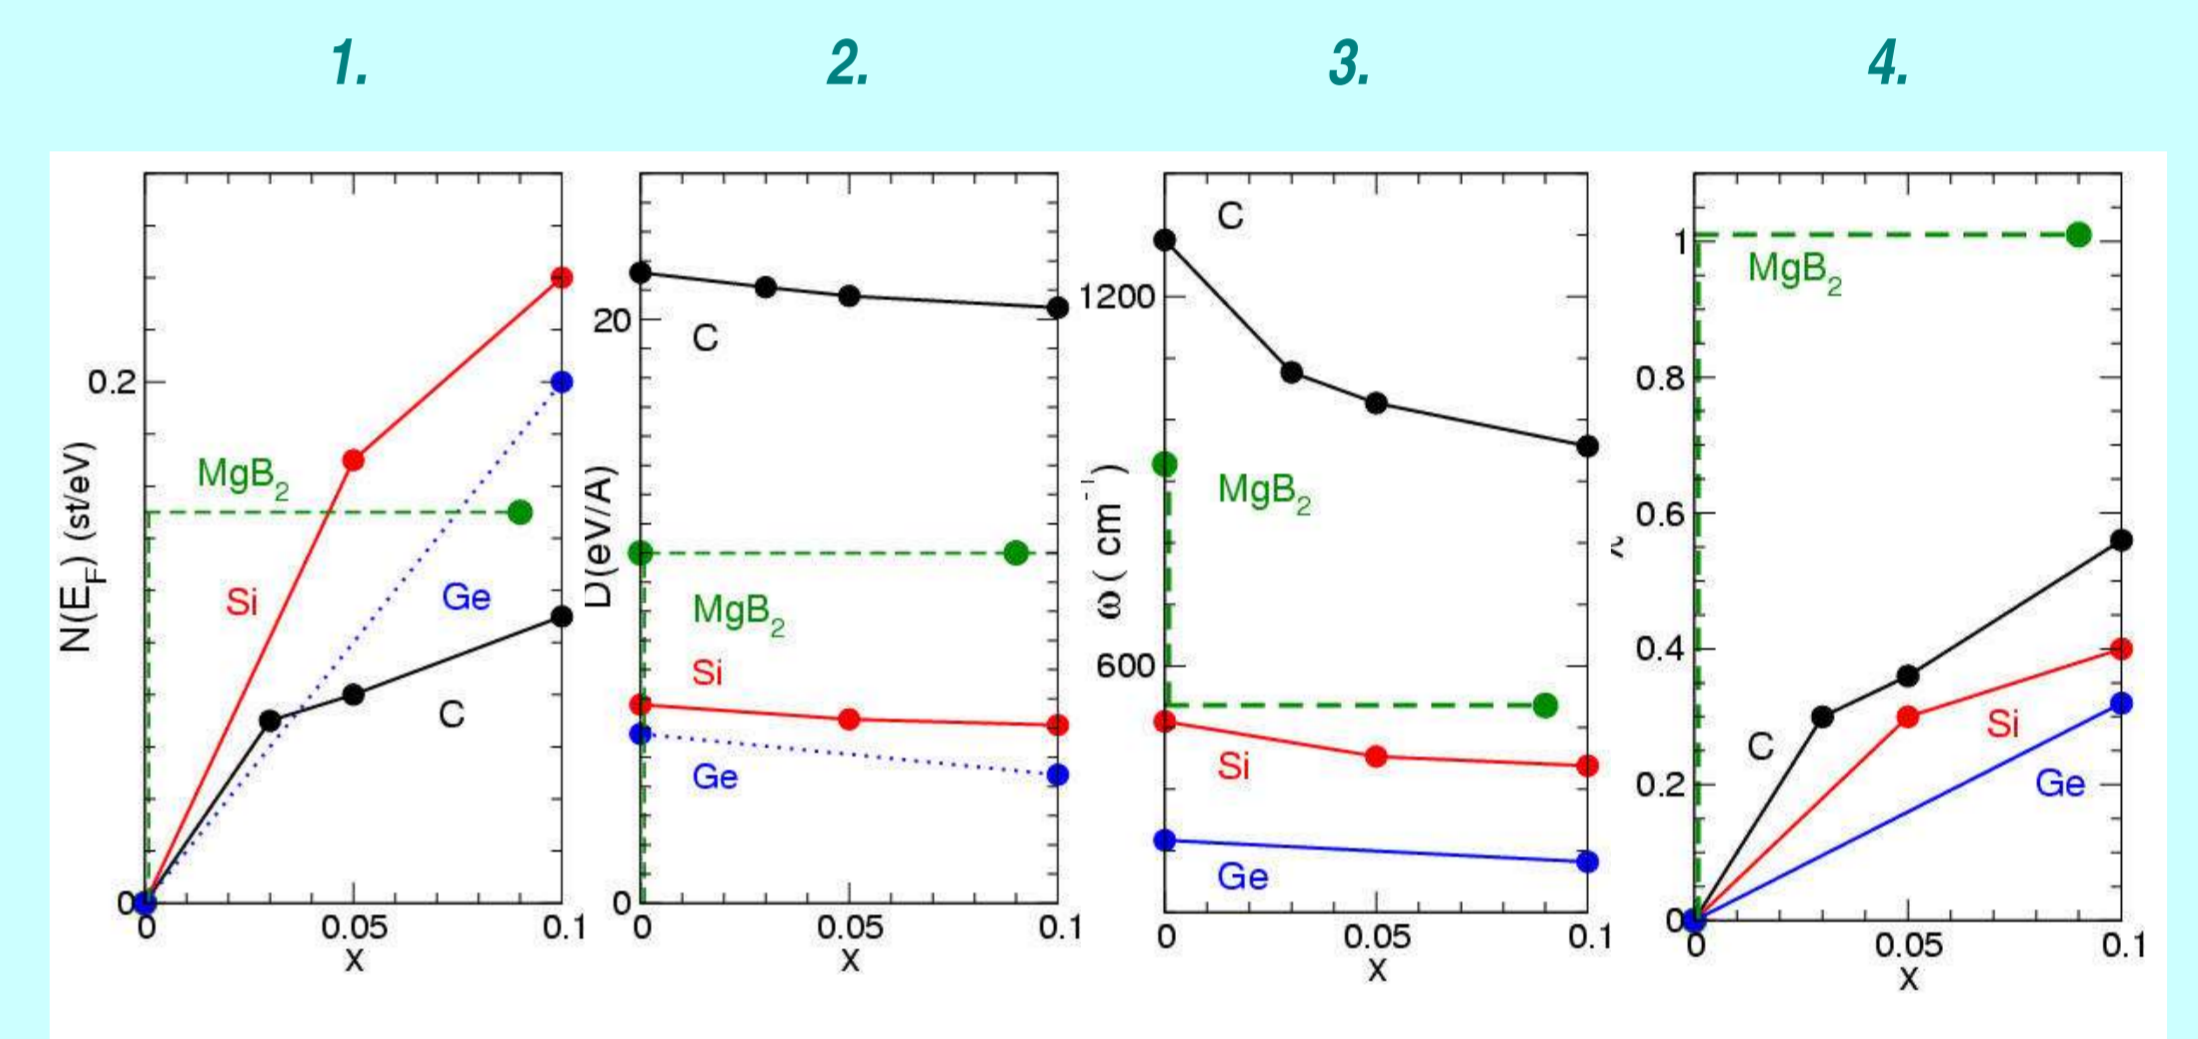 1.
2.
3.
4.
N(E_F) (st/eV)
0.2
0
MgB₂
Si
Ge
C
0
0.05
0.1
x
D(eV/A)
20
0
C
MgB₂
Si
Ge
0
0.05
0.1
x
ω ( cm⁻¹)
1200
600
C
MgB₂
Si
Ge
0
0.05
0.1
x
1
0.8
0.6
0.4
0.2
0
MgB₂
C
Si
Ge
0
0.05
0.1
x